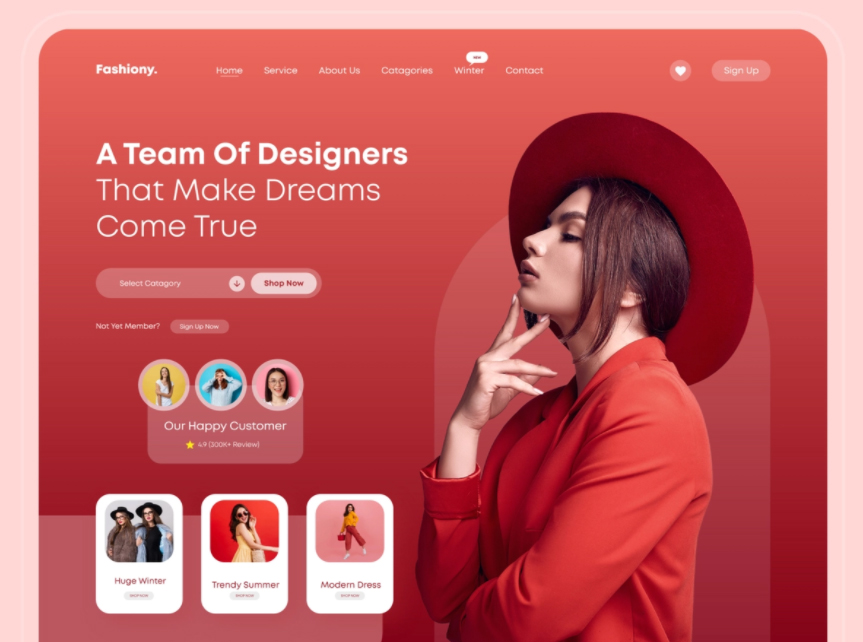 Fashiony.
Home Service About Us Catagories Winter Contact
NEW
Sign Up
A Team Of Designers
That Make Dreams
Come True
Select Catagory
Shop Now
Not Yet Member? Sign Up Now
Our Happy Customer
4.9 (300K+ Review)
Huge Winter
SHOP NOW
Trendy Summer
SHOP NOW
Modern Dress
SHOP NOW